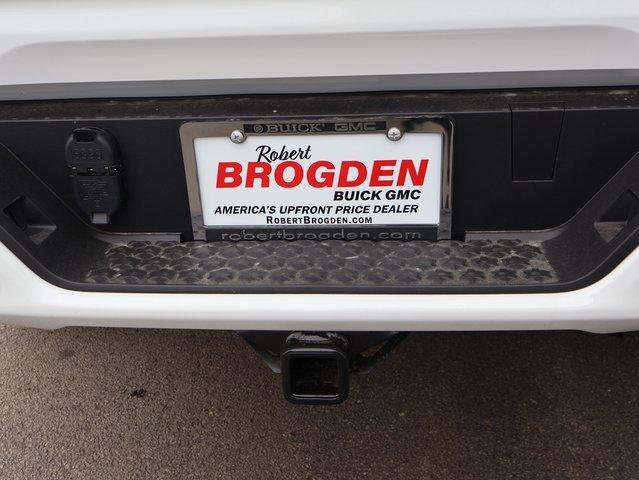 BUICK GMC
Robert
BROGDEN
BUICK GMC
AMERICA'S UPFRONT PRICE DEALER
ROBERTBROGDEN.COM
robertbrogden.com